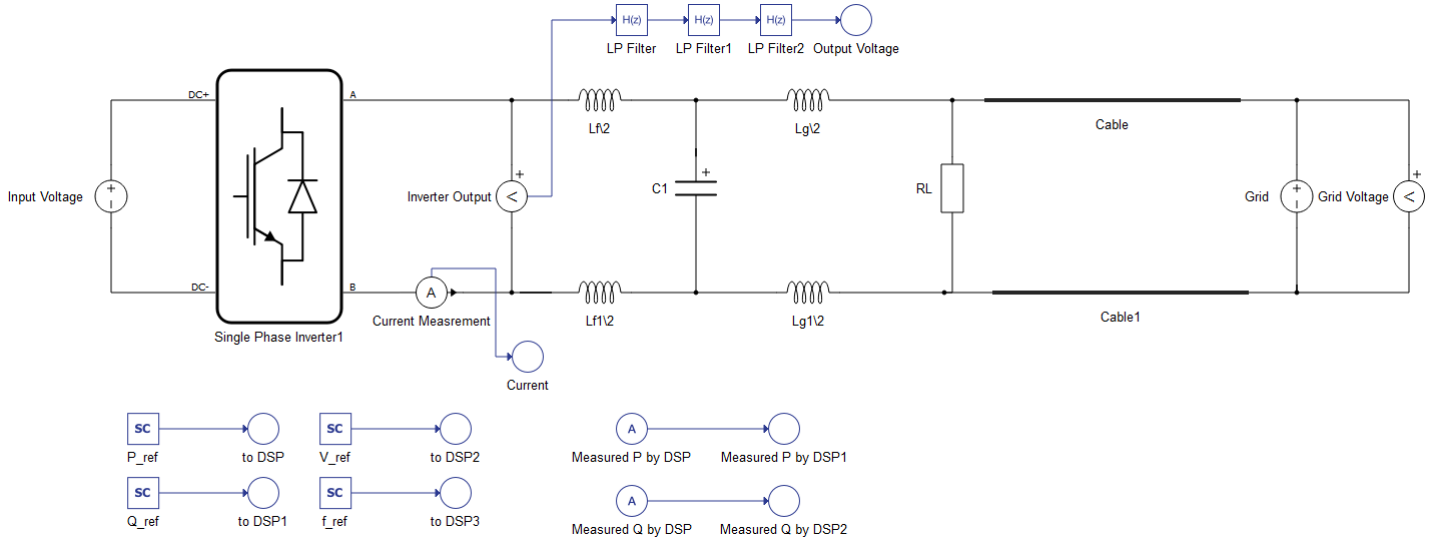 H(z)
H(z)
H(z)
LP Filter
LP Filter1
LP Filter2
Output Voltage
DC+
A
Lf\2
Lg\2
Cable
Input Voltage
+
Inverter Output
+
C1
+
RL
Grid
+
Grid Voltage
+
DC-
B
A
Current Measrement
Lf1\2
Lg1\2
Cable1
Single Phase Inverter1
Current
SC
P_ref
to DSP
SC
V_ref
to DSP2
A
Measured P by DSP
Measured P by DSP1
SC
Q_ref
to DSP1
SC
f_ref
to DSP3
A
Measured Q by DSP
Measured Q by DSP2